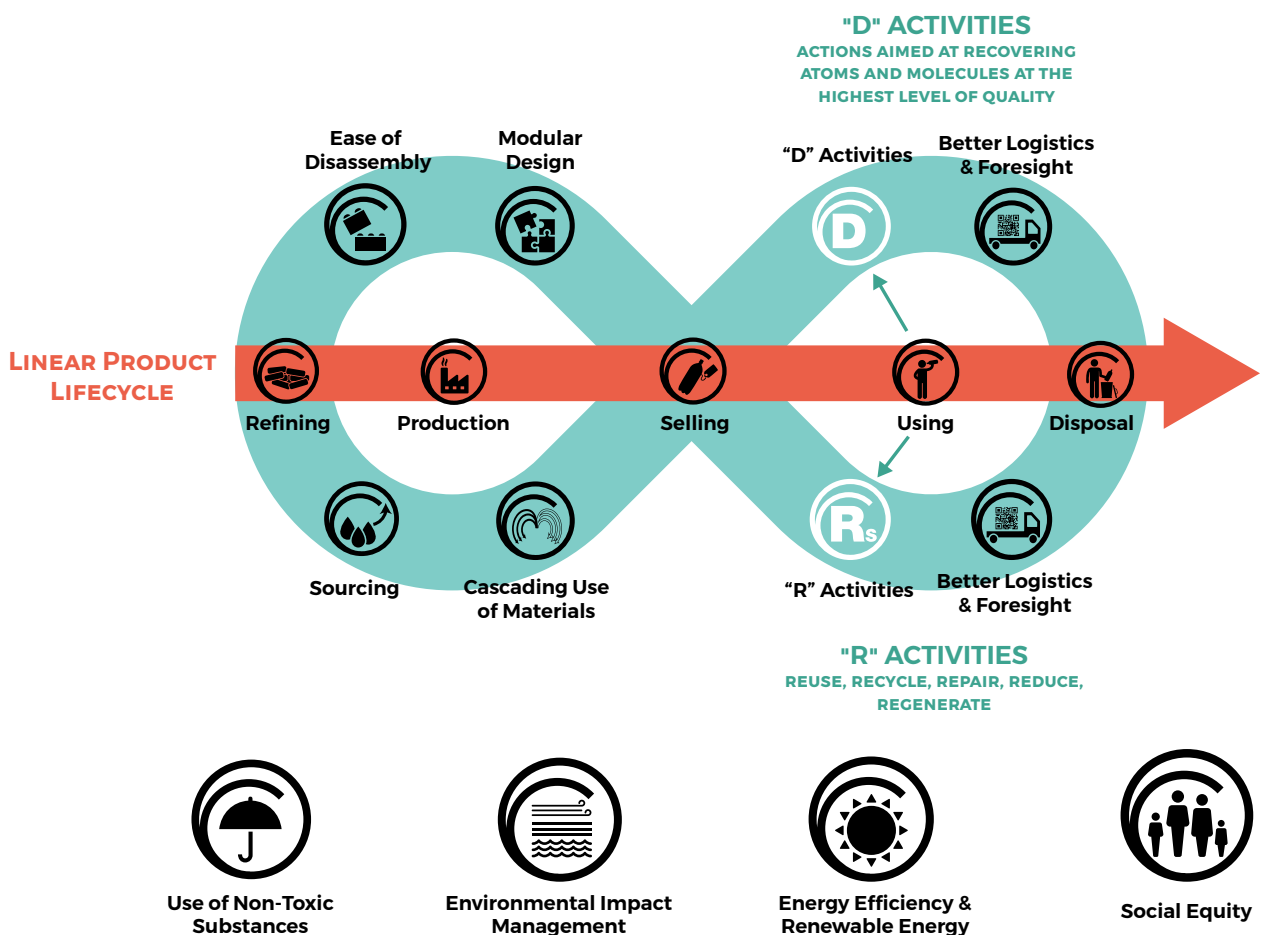 "D" ACTIVITIES
ACTIONS AIMED AT RECOVERING
ATOMS AND MOLECULES AT THE
HIGHEST LEVEL OF QUALITY
Ease of
Disassembly
Modular
Design
“D” Activities
Better Logistics
& Foresight
D
LINEAR PRODUCT
LIFECYCLE
Refining
Production
Selling
Using
Disposal
Rs
Sourcing
Cascading Use
of Materials
“R” Activities
Better Logistics
& Foresight
"R" ACTIVITIES
REUSE, RECYCLE, REPAIR, REDUCE,
REGENERATE
Use of Non-Toxic
Substances
Environmental Impact
Management
Energy Efficiency &
Renewable Energy
Social Equity